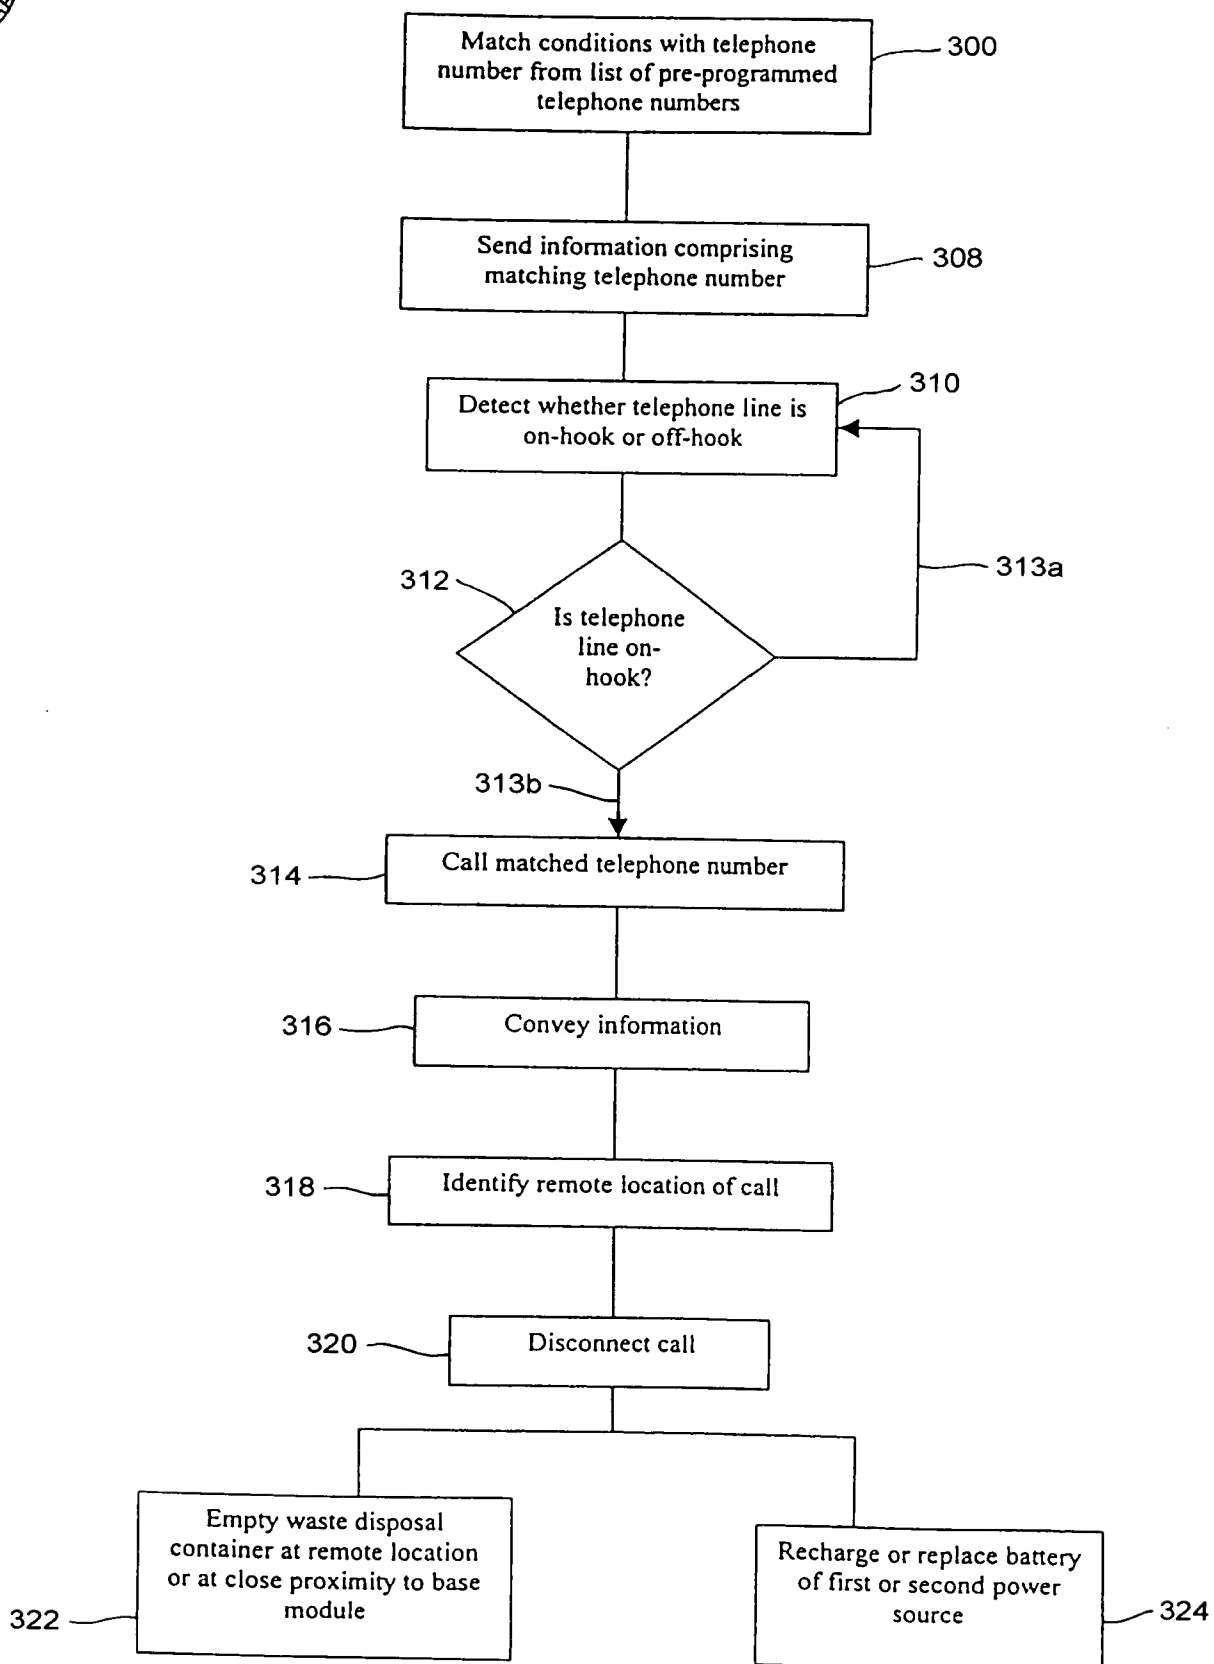 Match conditions with telephone
number from list of pre-programmed
telephone numbers
300
Send information comprising
matching telephone number
308
310
Detect whether telephone line is
on-hook or off-hook
312
Is telephone
line on-
hook?
313a
313b
314
Call matched telephone number
316
Convey information
318
Identify remote location of call
320
Disconnect call
Empty waste disposal
container at remote location
or at close proximity to base
module
322
Recharge or replace battery
of first or second power
source
324